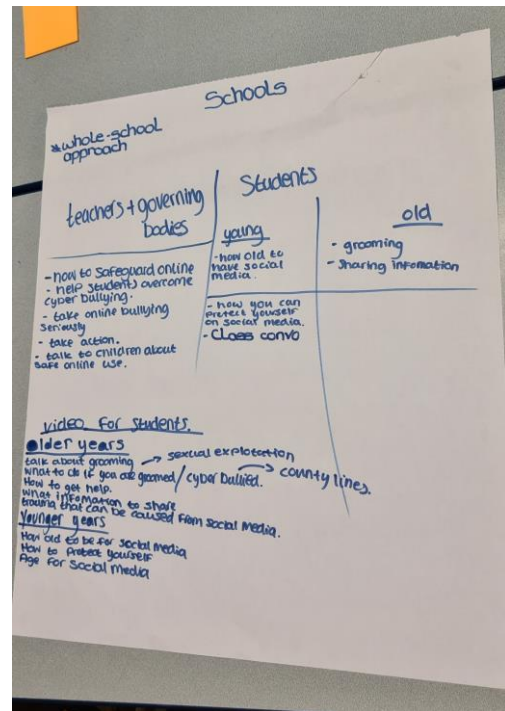 Schools
*whole-school
approach
teachers + governing
bodies
- how to safeguard online
- help students overcome
cyber bullying.
- take online bullying
seriously
- take action.
- talk to children about
safe online use.
Students
young
- how old to
have social
media.
- how you can
protect yourself
on social media.
- Class convo
old
- grooming
- sharing infomation
video for students.
older years
talk about grooming → sexual explotation
what to do if you are groomed / cyber bullied. → county lines.
How to get help.
what infomation to share
trauma that can be caused from social media.
Younger years
How old to be for social media
How to protect yourself
Age for social media